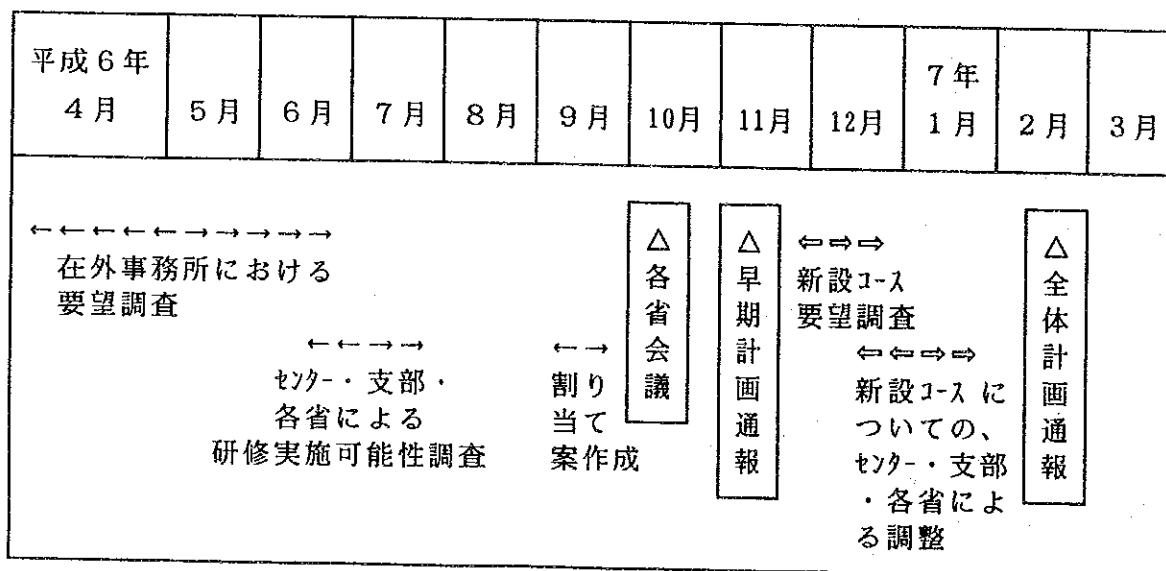 平成6年
4月
5月
6月
7月
8月
9月
10月
11月
12月
7年
1月
2月
3月
←←←←←→→→→→
在外事務所における
要望調査
←←→→
センター・支部・
各省による
研修実施可能性調査
←→
割り
当て
案作成
△各省会議
△早期計画通報
⇦⇨⇨
新設コース
要望調査
⇦⇦⇨⇨
新設コースに
ついての、
センター・支部
・各省によ
る調整
△全体計画通報